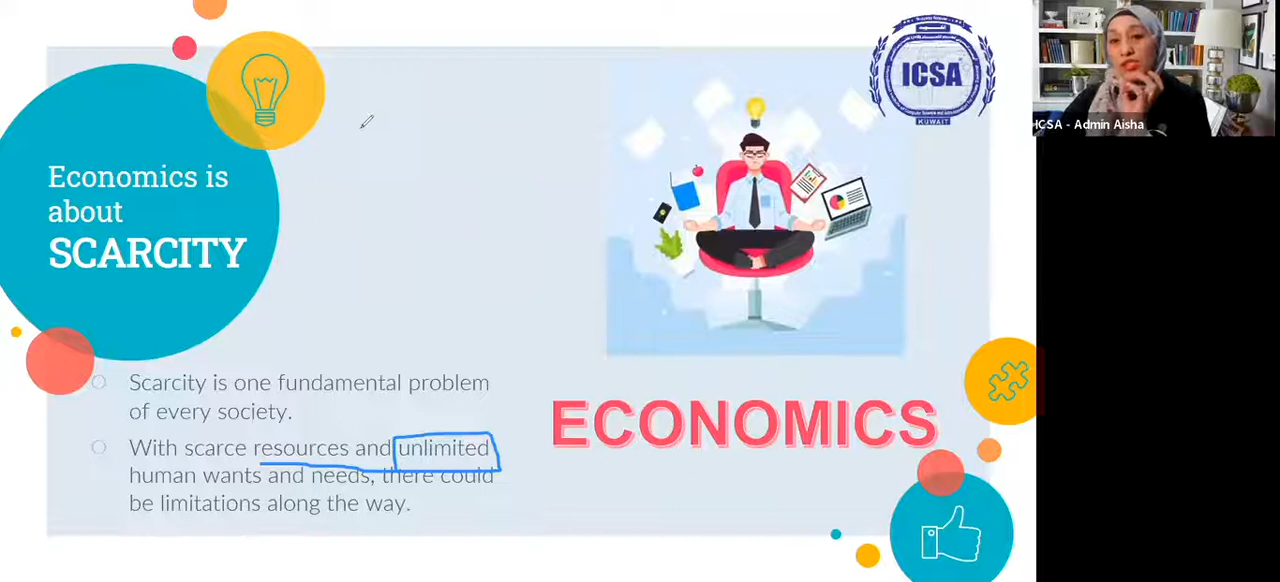 Economics is
about
SCARCITY
ICSA
KUWAIT
ICSA - Admin Aisha
Scarcity is one fundamental problem
of every society.
With scarce resources and unlimited
human wants and needs, there could
be limitations along the way.
ECONOMICS